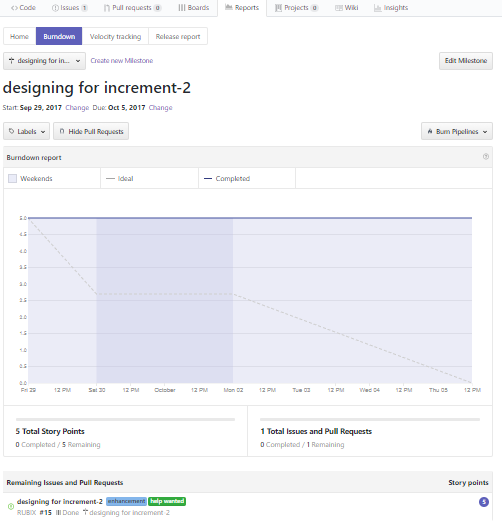 Code Issues 1 Pull requests 0 Boards Reports Projects 0 Wiki Insights
Home Burndown Velocity tracking Release report
designing for in... Create new Milestone Edit Milestone
designing for increment-2
Start: Sep 29, 2017 Change Due: Oct 5, 2017 Change
Labels Hide Pull Requests Burn Pipelines
Burndown report
Weekends Ideal Completed
5.0
4.5
4.0
3.5
3.0
2.5
2.0
1.5
1.0
0.5
0.0
Fri 29 12 PM Sat 30 12 PM October 12 PM Mon 02 12 PM Tue 03 12 PM Wed 04 12 PM Thu 05 12 PM
5 Total Story Points 1 Total Issues and Pull Requests
0 Completed / 5 Remaining 0 Completed / 1 Remaining
Remaining Issues and Pull Requests Story points
designing for increment-2 enhancement help wanted 5
RUBIX #15 Done designing for increment-2